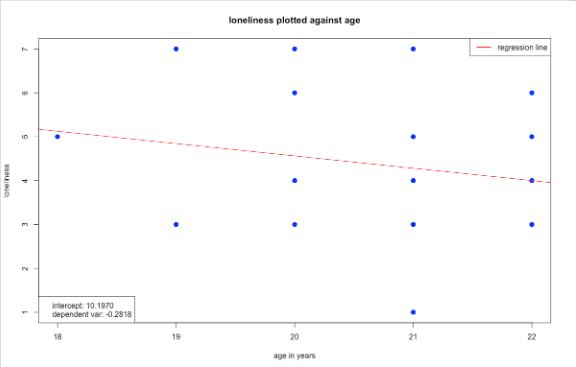 loneliness plotted against age
regression line
7
6
5
4
3
2
1
loneliness
intercept: 10.1970
dependent var: -0.2818
18 19 20 21 22
age in years